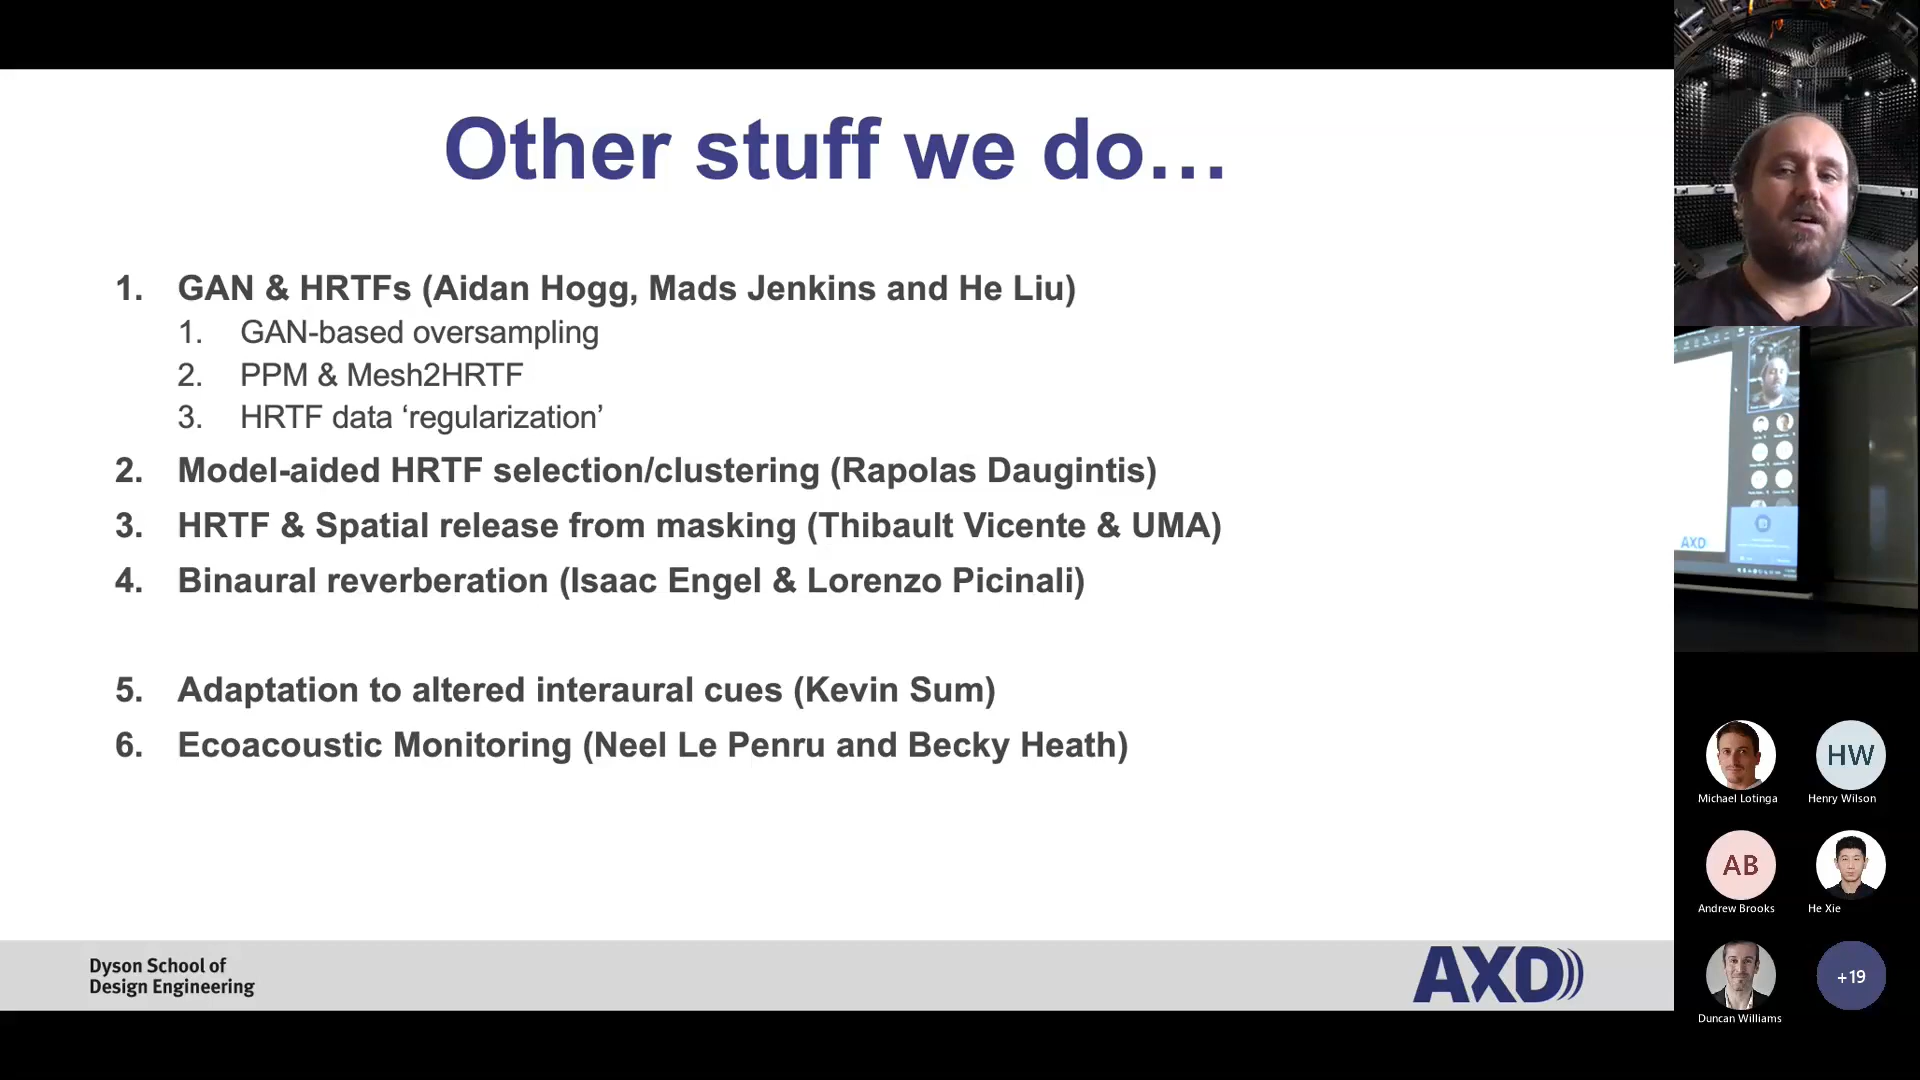 Other stuff we do…
1. GAN & HRTFs (Aidan Hogg, Mads Jenkins and He Liu)
1. GAN-based oversampling
2. PPM & Mesh2HRTF
3. HRTF data ‘regularization’
2. Model-aided HRTF selection/clustering (Rapolas Daugintis)
3. HRTF & Spatial release from masking (Thibault Vicente & UMA)
4. Binaural reverberation (Isaac Engel & Lorenzo Picinali)
5. Adaptation to altered interaural cues (Kevin Sum)
6. Ecoacoustic Monitoring (Neel Le Penru and Becky Heath)
Dyson School of
Design Engineering
AXD
AXD
Michael Lotinga
HW
Henry Wilson
AB
Andrew Brooks
He Xie
Duncan Williams
+19